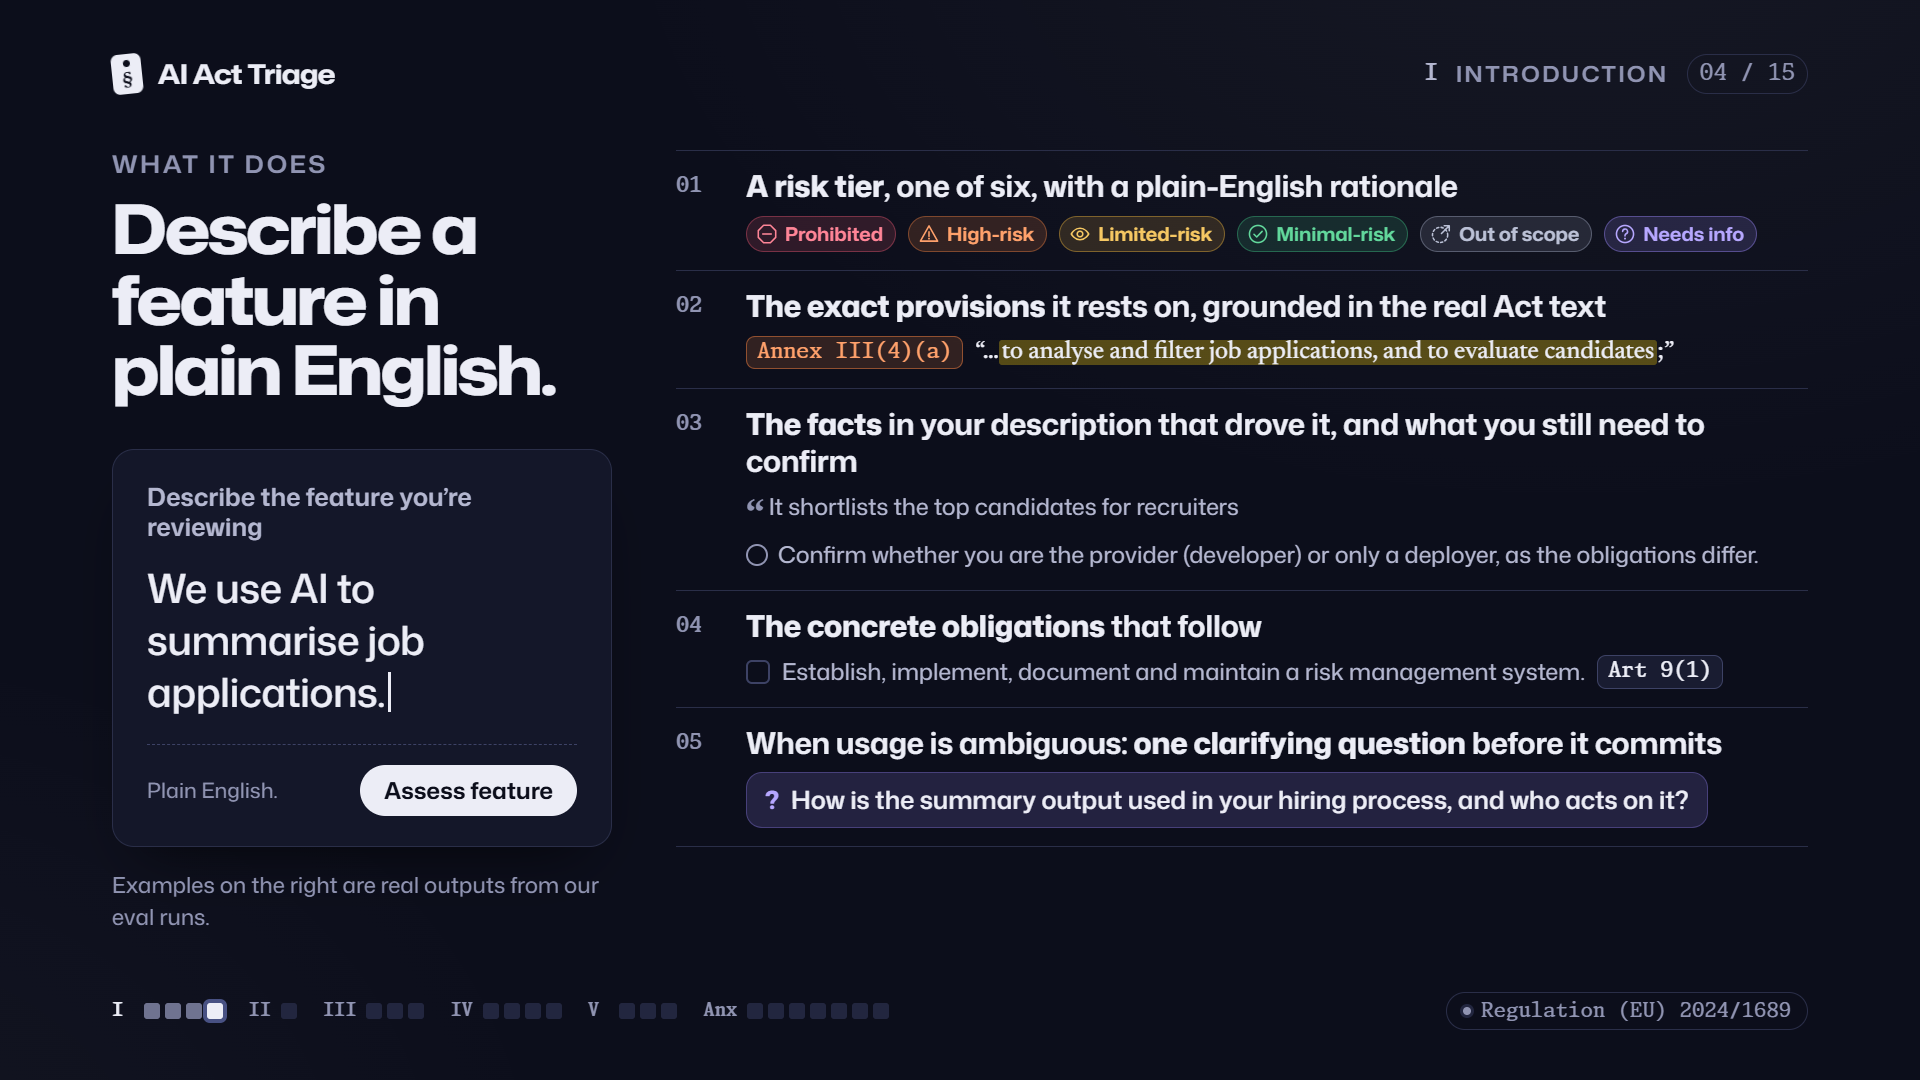 § AI Act Triage
I INTRODUCTION 04 / 15
WHAT IT DOES
Describe a
feature in
plain English.
Describe the feature you’re
reviewing
We use AI to
summarise job
applications.
Plain English.
Assess feature
Examples on the right are real outputs from our
eval runs.
01 A risk tier, one of six, with a plain-English rationale
Prohibited High-risk Limited-risk Minimal-risk Out of scope Needs info
02 The exact provisions it rests on, grounded in the real Act text
Annex III(4)(a) “…to analyse and filter job applications, and to evaluate candidates;”
03 The facts in your description that drove it, and what you still need to
confirm
“ It shortlists the top candidates for recruiters
Confirm whether you are the provider (developer) or only a deployer, as the obligations differ.
04 The concrete obligations that follow
Establish, implement, document and maintain a risk management system. Art 9(1)
05 When usage is ambiguous: one clarifying question before it commits
? How is the summary output used in your hiring process, and who acts on it?
I II III IV V Anx
Regulation (EU) 2024/1689